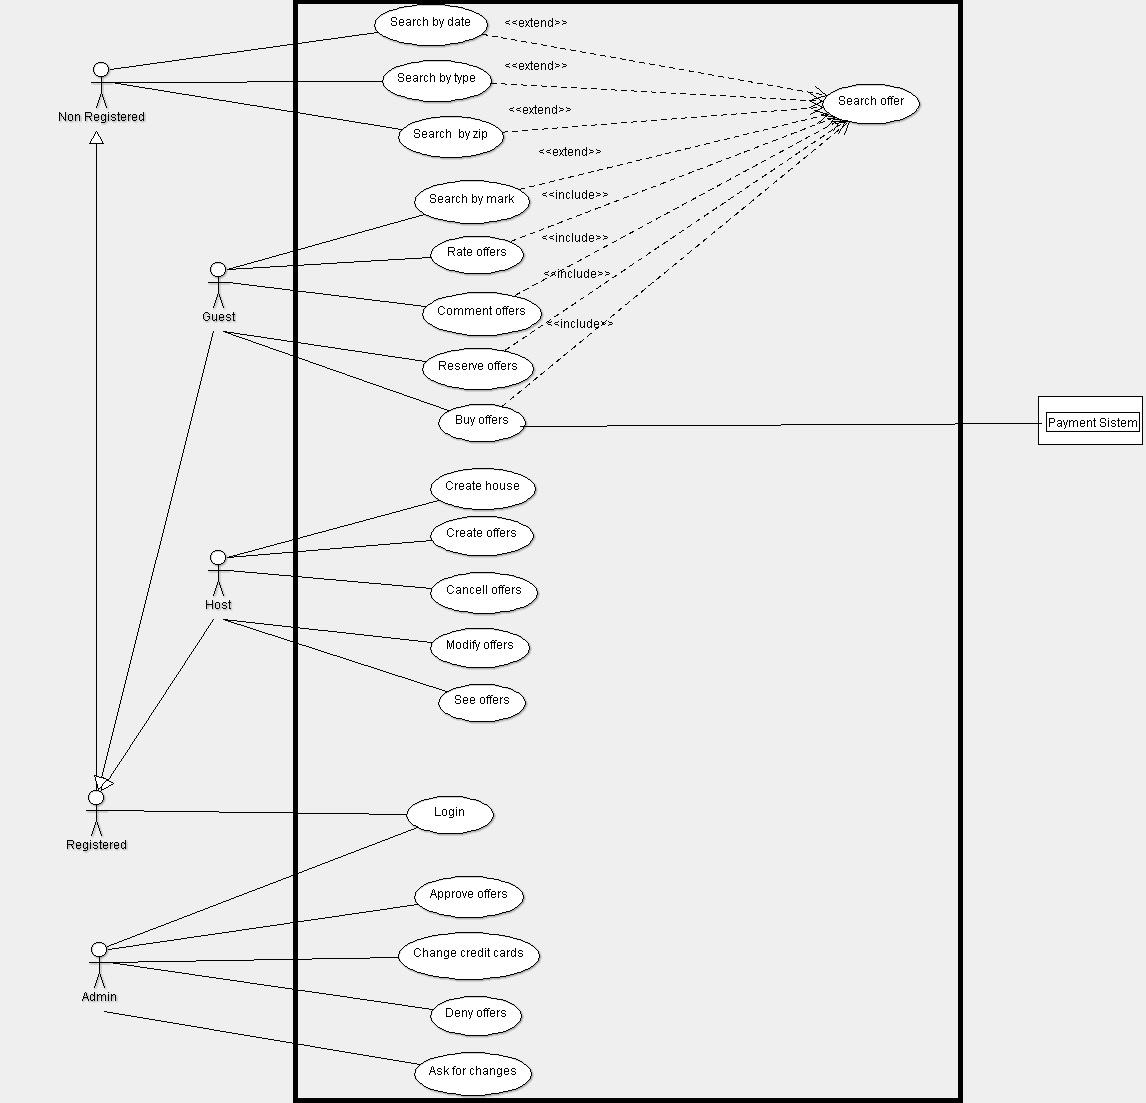 Search by date
<<extend>>
Search by type
<<extend>>
Search offer
Non Registered
<<extend>>
Search  by zip
<<extend>>
Search by mark
<<include>>
Rate offers
<<include>>
<<include>>
Guest
Comment offers
<<include>>
Reserve offers
Buy offers
Payment Sistem
Create house
Create offers
Cancell offers
Host
Modify offers
See offers
Login
Registered
Approve offers
Change credit cards
Admin
Deny offers
Ask for changes